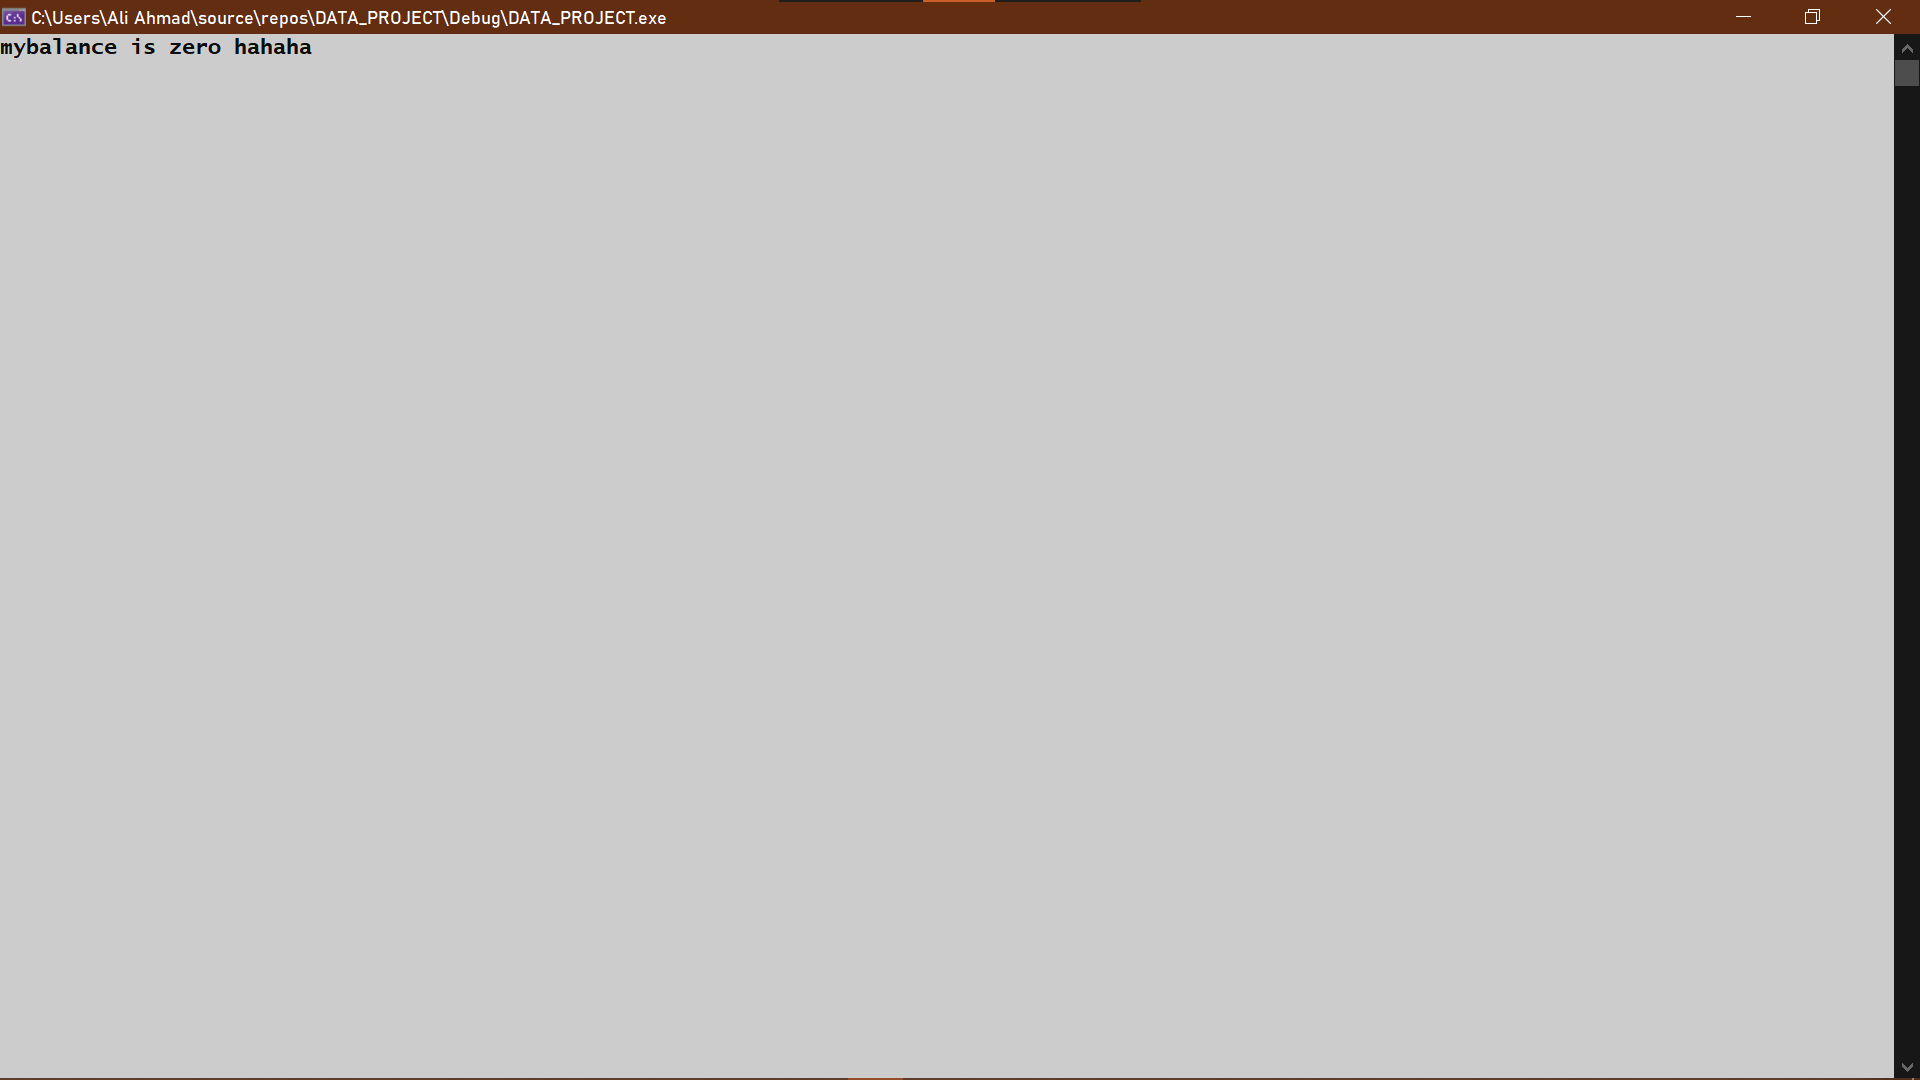 C:\Users\Ali Ahmad\source\repos\DATA_PROJECT\Debug\DATA_PROJECT.exe
mybalance is zero hahaha